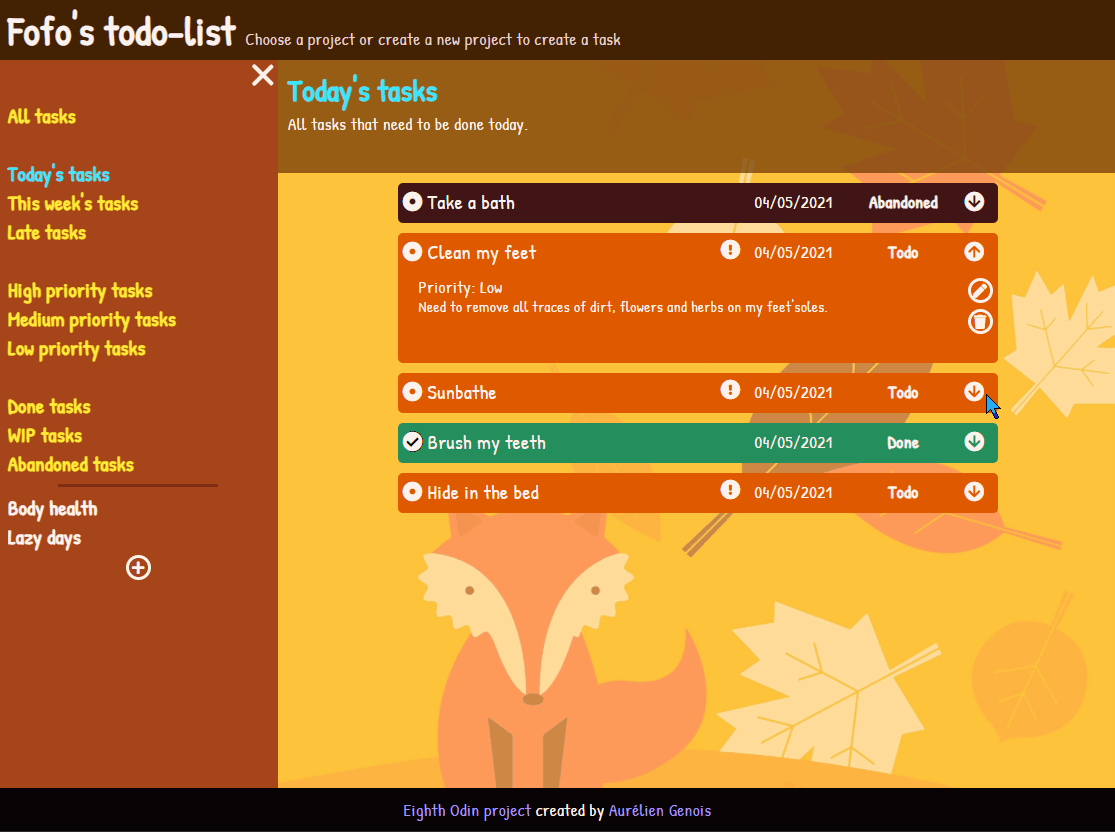 Fofo's todo-list Choose a project or create a new project to create a task
All tasks
Today's tasks
This week's tasks
Late tasks
High priority tasks
Medium priority tasks
Low priority tasks
Done tasks
WIP tasks
Abandoned tasks
Body health
Lazy days
Today's tasks
All tasks that need to be done today.
Take a bath 04/05/2021 Abandoned
Clean my feet 04/05/2021 Todo
Priority: Low
Need to remove all traces of dirt, flowers and herbs on my feet'soles.
Sunbathe 04/05/2021 Todo
Brush my teeth 04/05/2021 Done
Hide in the bed 04/05/2021 Todo
Eighth Odin project created by Aurélien Genois